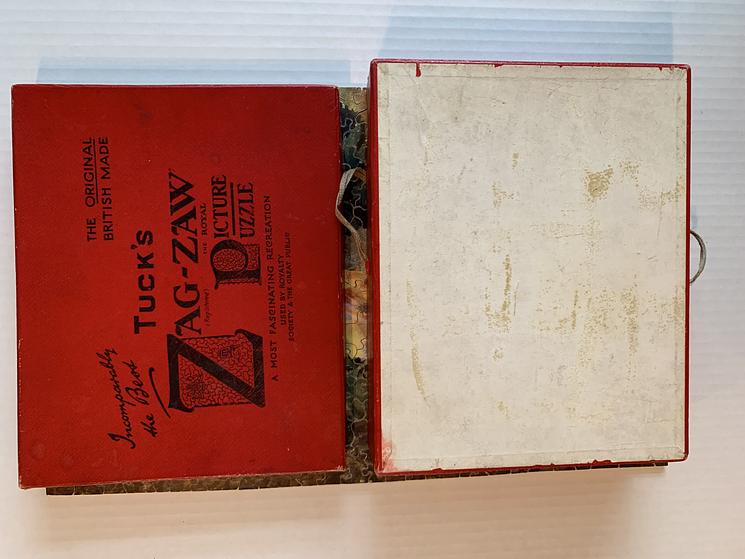 THE ORIGINAL
BRITISH MADE
Incomparably
the Best
TUCK'S
ZAG-ZAW
(Registered)
THE ROYAL
PICTURE
PUZZLE
A MOST FASCINATING RECREATION
USED BY ROYALTY
SOCIETY & THE GREAT PUBLIC